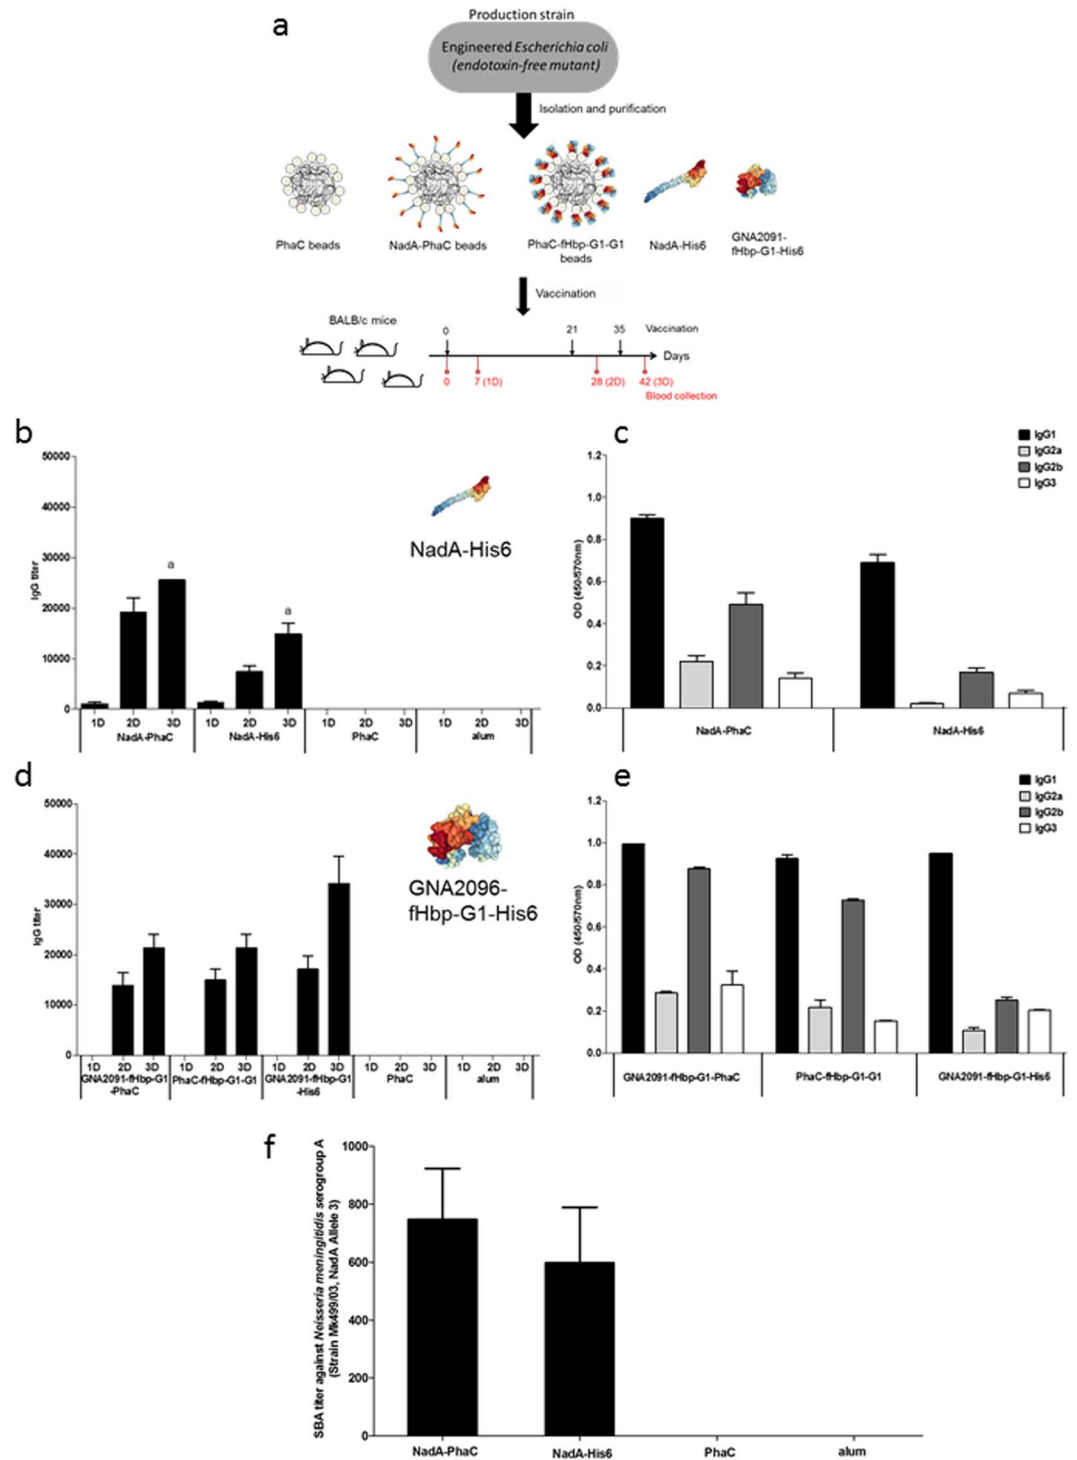 a
Production strain
Engineered Escherichia coli
(endotoxin-free mutant)
Isolation and purification
PhaC beads
NadA-PhaC beads
PhaC-fHbp-G1-G1
beads
NadA-His6
GNA2091-
fHbp-G1-His6
Vaccination
BALB/c mice
0 21 35 Vaccination
Days
0 7 (1D) 28 (2D) 42 (3D)
Blood collection
b
50000
40000
30000
20000
10000
0
IgG titer
a
a
NadA-His6
1D 2D 3D 1D 2D 3D 1D 2D 3D 1D 2D 3D
NadA-PhaC NadA-His6 PhaC alum
c
IgG1
IgG2a
IgG2b
IgG3
1.2
1.0
0.8
0.6
0.4
0.2
0.0
OD (450/570nm)
NadA-PhaC NadA-His6
d
50000
40000
30000
20000
10000
0
IgG titer
GNA2096-
fHbp-G1-His6
1D 2D 3D 1D 2D 3D 1D 2D 3D 1D 2D 3D 1D 2D 3D
GNA2091-fHbp-G1 PhaC-fHbp-G1-G1 GNA2091-fHbp-G1 PhaC alum
-PhaC -His6
e
IgG1
IgG2a
IgG2b
IgG3
1.2
1.0
0.8
0.6
0.4
0.2
0.0
OD (450/570nm)
GNA2091-fHbp-G1-PhaC PhaC-fHbp-G1-G1 GNA2091-fHbp-G1-His6
f
SBA titer against Neisseria meningitidis serogroup A
(Strain Mk499/03, NadA Allele 3)
1000
800
600
400
200
0
NadA-PhaC NadA-His6 PhaC alum